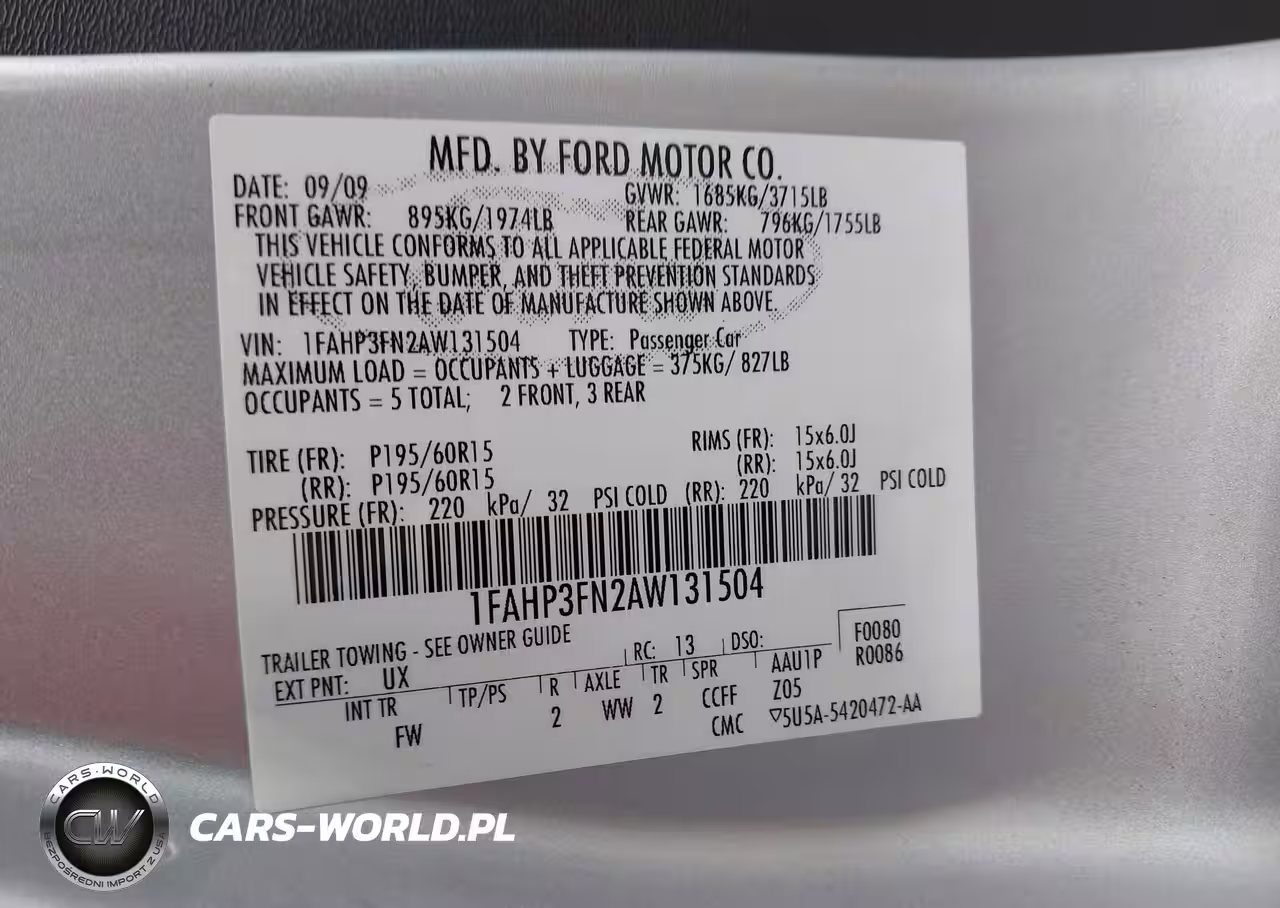 MFD. BY FORD MOTOR CO.
DATE: 09/09 GVWR: 1685KG/3715LB
FRONT GAWR: 895KG/1974LB REAR GAWR: 796KG/1755LB
THIS VEHICLE CONFORMS TO ALL APPLICABLE FEDERAL MOTOR
VEHICLE SAFETY, BUMPER, AND THEFT PREVENTION STANDARDS
IN EFFECT ON THE DATE OF MANUFACTURE SHOWN ABOVE.
VIN: 1FAHP3FN2AW131504 TYPE: Passenger Car
MAXIMUM LOAD = OCCUPANTS + LUGGAGE = 375KG/ 827LB
OCCUPANTS = 5 TOTAL; 2 FRONT, 3 REAR
TIRE (FR): P195/60R15 RIMS (FR): 15x6.0J
(RR): P195/60R15 (RR): 15x6.0J
PRESSURE (FR): 220 kPa/ 32 PSI COLD (RR): 220 kPa/ 32 PSI COLD
1FAHP3FN2AW131504
TRAILER TOWING - SEE OWNER GUIDE
EXT PNT: UX RC: 13 DSO: F0080
R0086
INT TR TP/PS R AXLE TR SPR AAU1P
FW 2 WW 2 CCFF Z05
CMC ▽5U5A-5420472-AA
CARS-WORLD
CW
BEZPOŚREDNI IMPORT Z USA
CARS-WORLD.PL